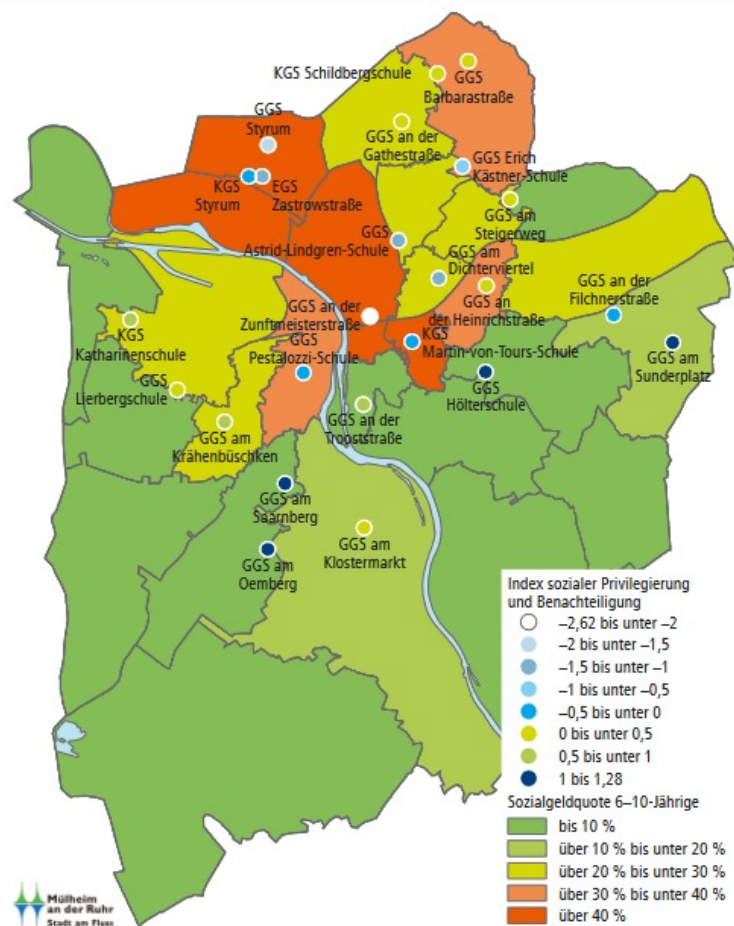 KGS Schildbergschule
GGS
Barbarastraße
GGS
Styrum
GGS an der
Gathestraße
GGS Erich
Kästner-Schule
KGS
Styrum
EGS
Zastrowstraße
GGS am
Steigerweg
GGS
Astrid-Lindgren-Schule
GGS am
Dichterviertel
GGS an der
Filchnerstraße
GGS an
der Heinrichstraße
GGS an der
Zunftmeisterstraße
KGS
Katharinenschule
GGS
Pestalozzi-Schule
KGS
Martin-von-Tours-Schule
GGS am
Sunderplatz
GGS
Lierbergschule
GGS
Hölterschule
GGS an der
Trooststraße
GGS am
Krähenbüschken
GGS am
Saarnberg
GGS am
Klostermarkt
GGS am
Oemberg
Index sozialer Privilegierung
und Benachteiligung
–2,62 bis unter –2
–2 bis unter –1,5
–1,5 bis unter –1
–1 bis unter –0,5
–0,5 bis unter 0
0 bis unter 0,5
0,5 bis unter 1
1 bis 1,28
Sozialgeldquote 6–10-Jährige
bis 10 %
über 10 % bis unter 20 %
über 20 % bis unter 30 %
über 30 % bis unter 40 %
über 40 %
Mülheim
an der Ruhr
Stadt am Fluss